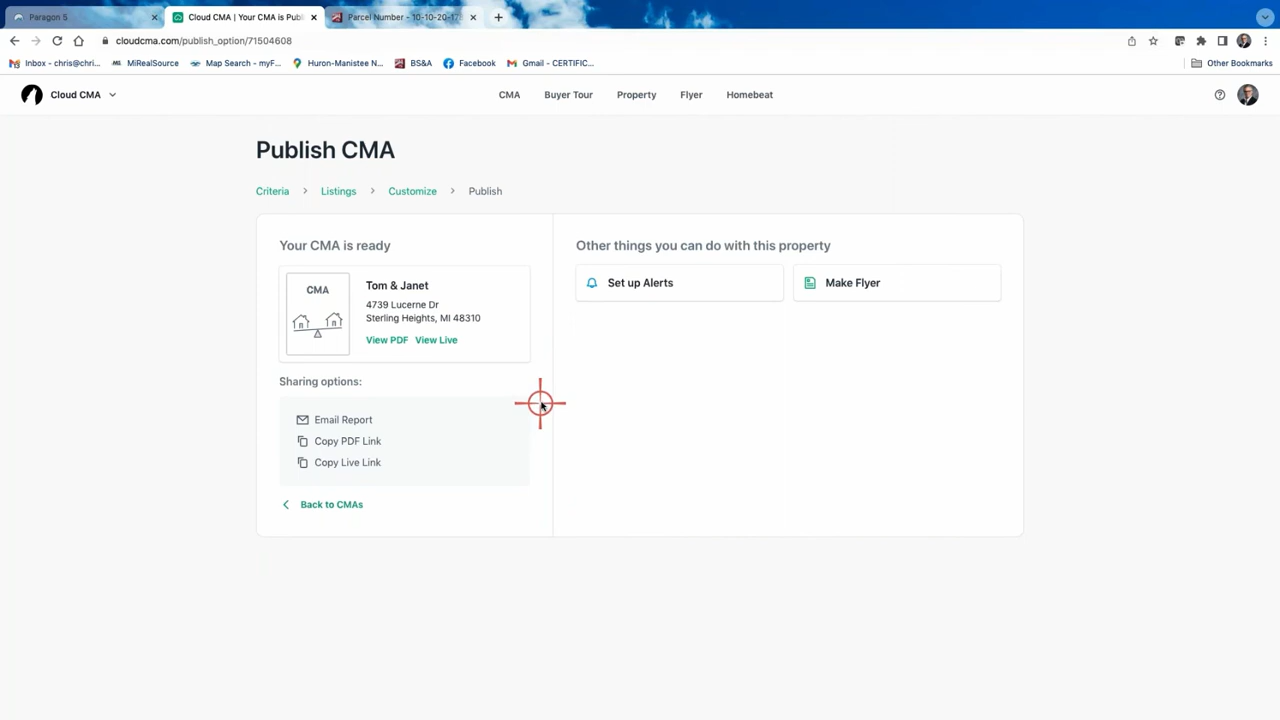 Paragon 5
Cloud CMA | Your CMA is Publ
Parcel Number - 10-10-20-17
cloudcma.com/publish_option/71504608
Inbox - chris@chri...
MiRealSource
Map Search - myF...
Huron-Manistee N...
BS&A
Facebook
Gmail - CERTIFIC...
Other Bookmarks
Cloud CMA
CMA
Buyer Tour
Property
Flyer
Homebeat
Publish CMA
Criteria > Listings > Customize > Publish
Your CMA is ready
CMA
Tom & Janet
4739 Lucerne Dr
Sterling Heights, MI 48310
View PDF View Live
Sharing options:
Email Report
Copy PDF Link
Copy Live Link
Back to CMAs
Other things you can do with this property
Set up Alerts
Make Flyer